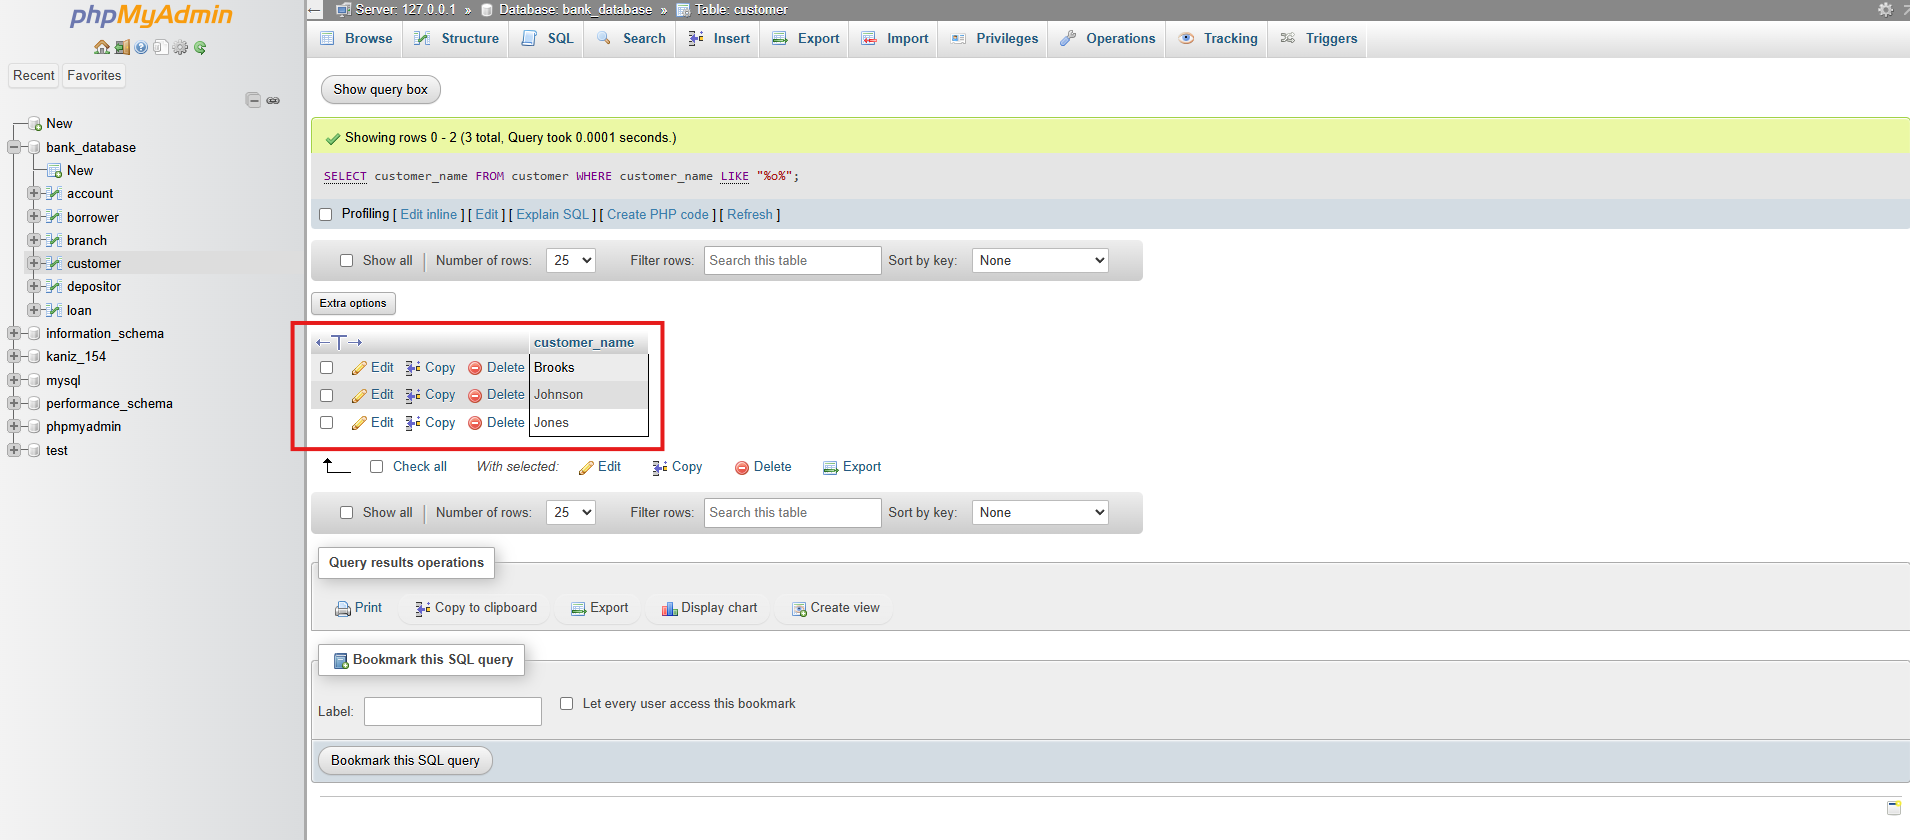 phpMyAdmin
Recent Favorites
New
bank_database
New
account
borrower
branch
customer
depositor
loan
information_schema
kaniz_154
mysql
performance_schema
phpmyadmin
test
Server: 127.0.0.1 » Database: bank_database » Table: customer
Browse Structure SQL Search Insert Export Import Privileges Operations Tracking Triggers
Show query box
Showing rows 0 - 2 (3 total, Query took 0.0001 seconds.)
SELECT customer_name FROM customer WHERE customer_name LIKE "%o%";
Profiling [ Edit inline ] [ Edit ] [ Explain SQL ] [ Create PHP code ] [ Refresh ]
Show all Number of rows: 25 Filter rows: Search this table Sort by key: None
Extra options
←T→ customer_name
Edit Copy Delete Brooks
Edit Copy Delete Johnson
Edit Copy Delete Jones
Check all With selected: Edit Copy Delete Export
Show all Number of rows: 25 Filter rows: Search this table Sort by key: None
Query results operations
Print Copy to clipboard Export Display chart Create view
Bookmark this SQL query
Label: Let every user access this bookmark
Bookmark this SQL query